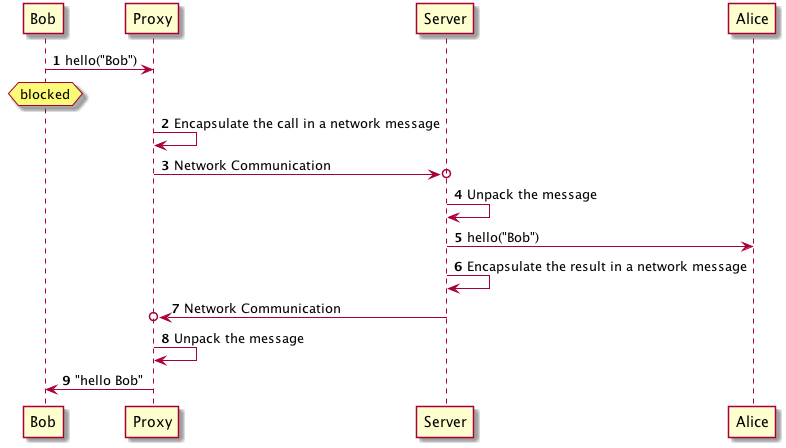 Bob Proxy Server Alice
1 hello("Bob")
blocked
2 Encapsulate the call in a network message
3 Network Communication
4 Unpack the message
5 hello("Bob")
6 Encapsulate the result in a network message
7 Network Communication
8 Unpack the message
9 "hello Bob"
Bob Proxy Server Alice